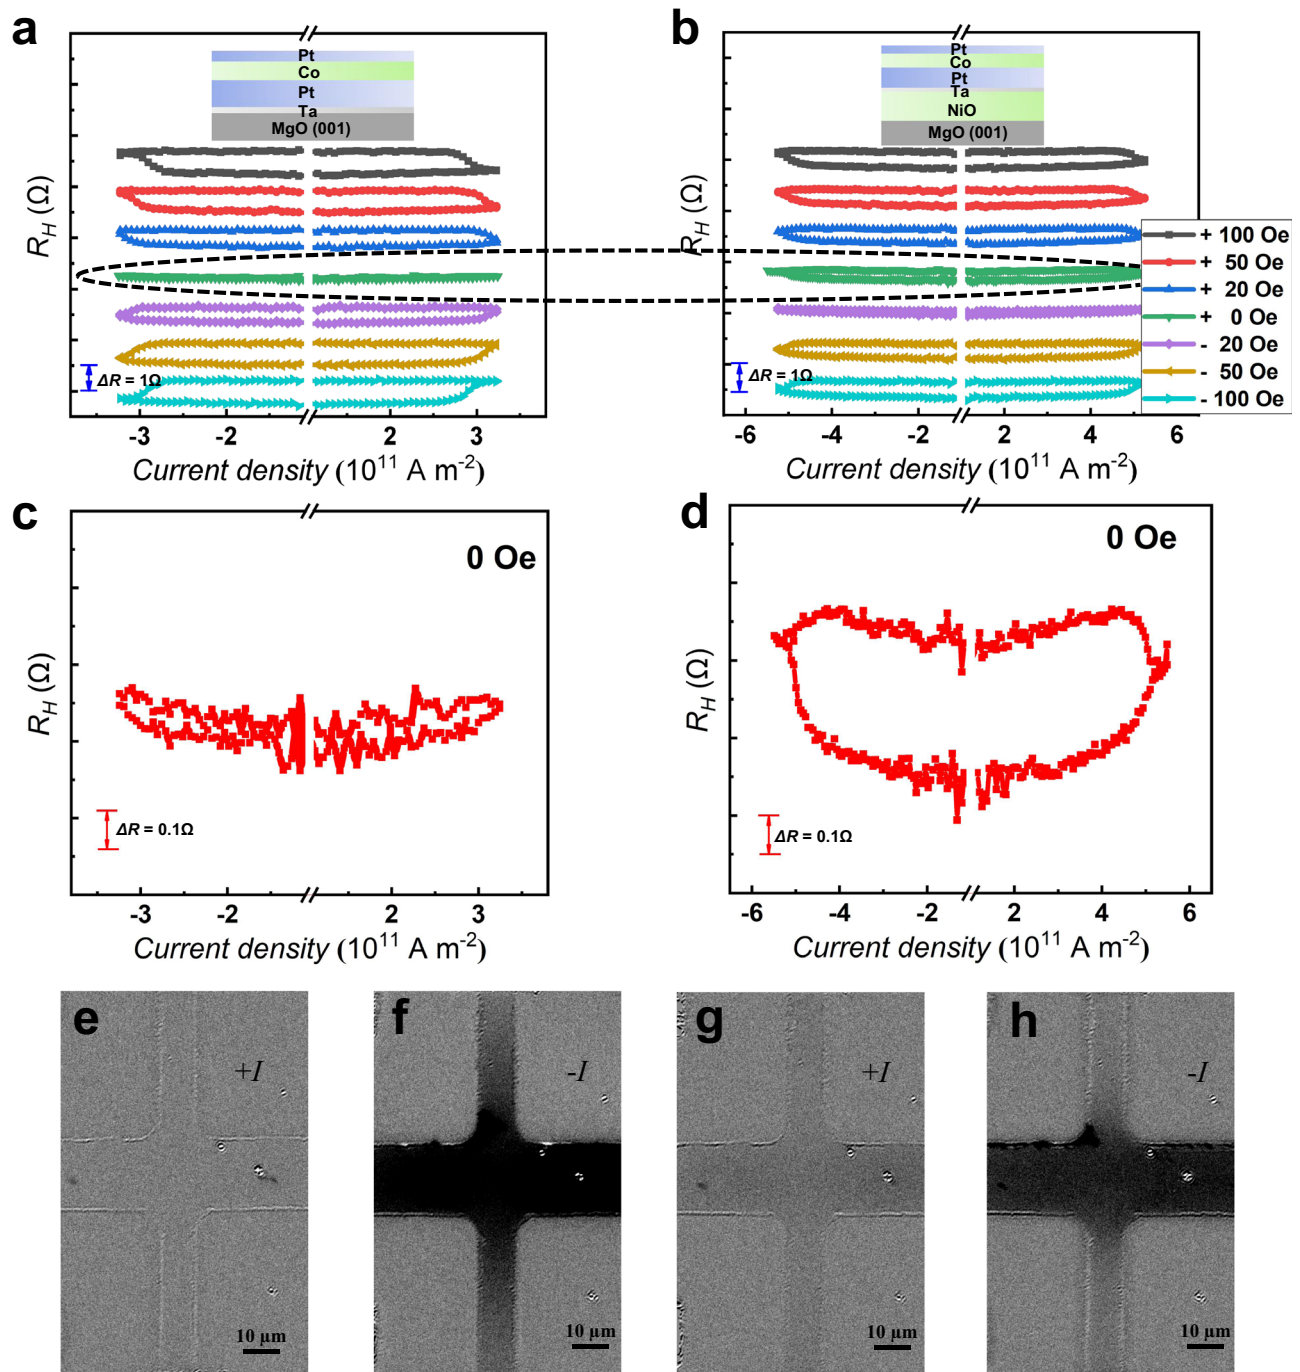 a
Pt
Co
Pt
Ta
MgO (001)
R_H (Ω)
ΔR = 1Ω
-3 -2 2 3
Current density (10^11 A m^-2)
b
Pt
Co
Pt
Ta
NiO
MgO (001)
R_H (Ω)
+ 100 Oe
+ 50 Oe
+ 20 Oe
+ 0 Oe
- 20 Oe
- 50 Oe
- 100 Oe
ΔR = 1Ω
-6 -4 -2 2 4 6
Current density (10^11 A m^-2)
c
0 Oe
R_H (Ω)
ΔR = 0.1Ω
-3 -2 2 3
Current density (10^11 A m^-2)
d
0 Oe
R_H (Ω)
ΔR = 0.1Ω
-6 -4 -2 2 4 6
Current density (10^11 A m^-2)
e
+I
10 µm
f
-I
10 µm
g
+I
10 µm
h
-I
10 µm